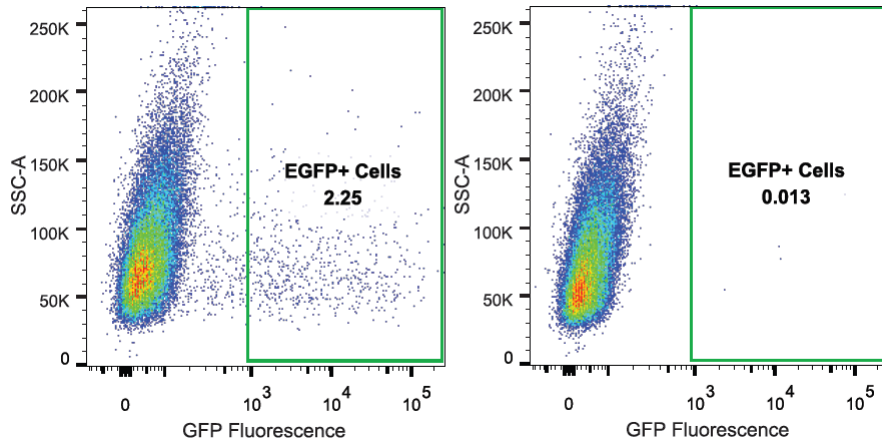 250K
200K
150K
100K
50K
0
SSC-A
EGFP+ Cells
2.25
0
10^3
10^4
10^5
GFP Fluorescence
250K
200K
150K
100K
50K
0
SSC-A
EGFP+ Cells
0.013
0
10^3
10^4
10^5
GFP Fluorescence